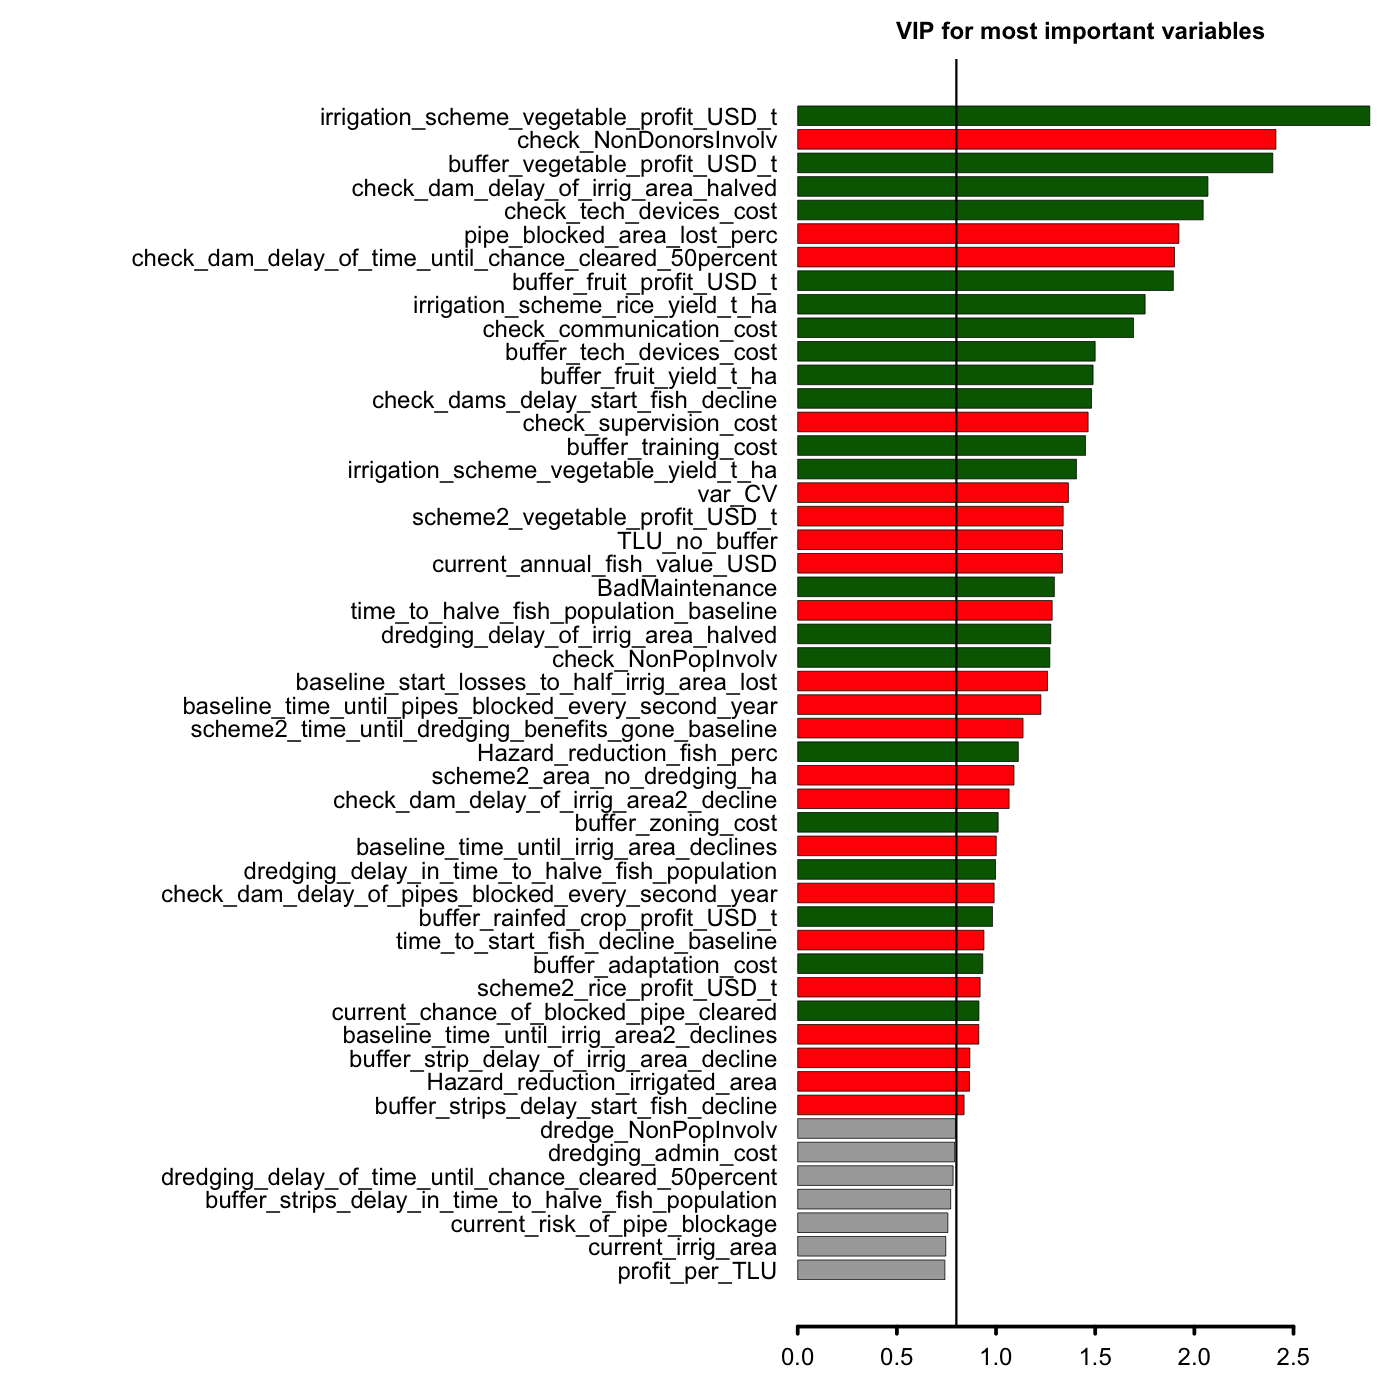 VIP for most important variables
irrigation_scheme_vegetable_profit_USD_t
check_NonDonorsInvolv
buffer_vegetable_profit_USD_t
check_dam_delay_of_irrig_area_halved
check_tech_devices_cost
pipe_blocked_area_lost_perc
check_dam_delay_of_time_until_chance_cleared_50percent
buffer_fruit_profit_USD_t
irrigation_scheme_rice_yield_t_ha
check_communication_cost
buffer_tech_devices_cost
buffer_fruit_yield_t_ha
check_dams_delay_start_fish_decline
check_supervision_cost
buffer_training_cost
irrigation_scheme_vegetable_yield_t_ha
var_CV
scheme2_vegetable_profit_USD_t
TLU_no_buffer
current_annual_fish_value_USD
BadMaintenance
time_to_halve_fish_population_baseline
dredging_delay_of_irrig_area_halved
check_NonPopInvolv
baseline_start_losses_to_half_irrig_area_lost
baseline_time_until_pipes_blocked_every_second_year
scheme2_time_until_dredging_benefits_gone_baseline
Hazard_reduction_fish_perc
scheme2_area_no_dredging_ha
check_dam_delay_of_irrig_area2_decline
buffer_zoning_cost
baseline_time_until_irrig_area_declines
dredging_delay_in_time_to_halve_fish_population
check_dam_delay_of_pipes_blocked_every_second_year
buffer_rainfed_crop_profit_USD_t
time_to_start_fish_decline_baseline
buffer_adaptation_cost
scheme2_rice_profit_USD_t
current_chance_of_blocked_pipe_cleared
baseline_time_until_irrig_area2_declines
buffer_strip_delay_of_irrig_area_decline
Hazard_reduction_irrigated_area
buffer_strips_delay_start_fish_decline
dredge_NonPopInvolv
dredging_admin_cost
dredging_delay_of_time_until_chance_cleared_50percent
buffer_strips_delay_in_time_to_halve_fish_population
current_risk_of_pipe_blockage
current_irrig_area
profit_per_TLU
0.0 0.5 1.0 1.5 2.0 2.5